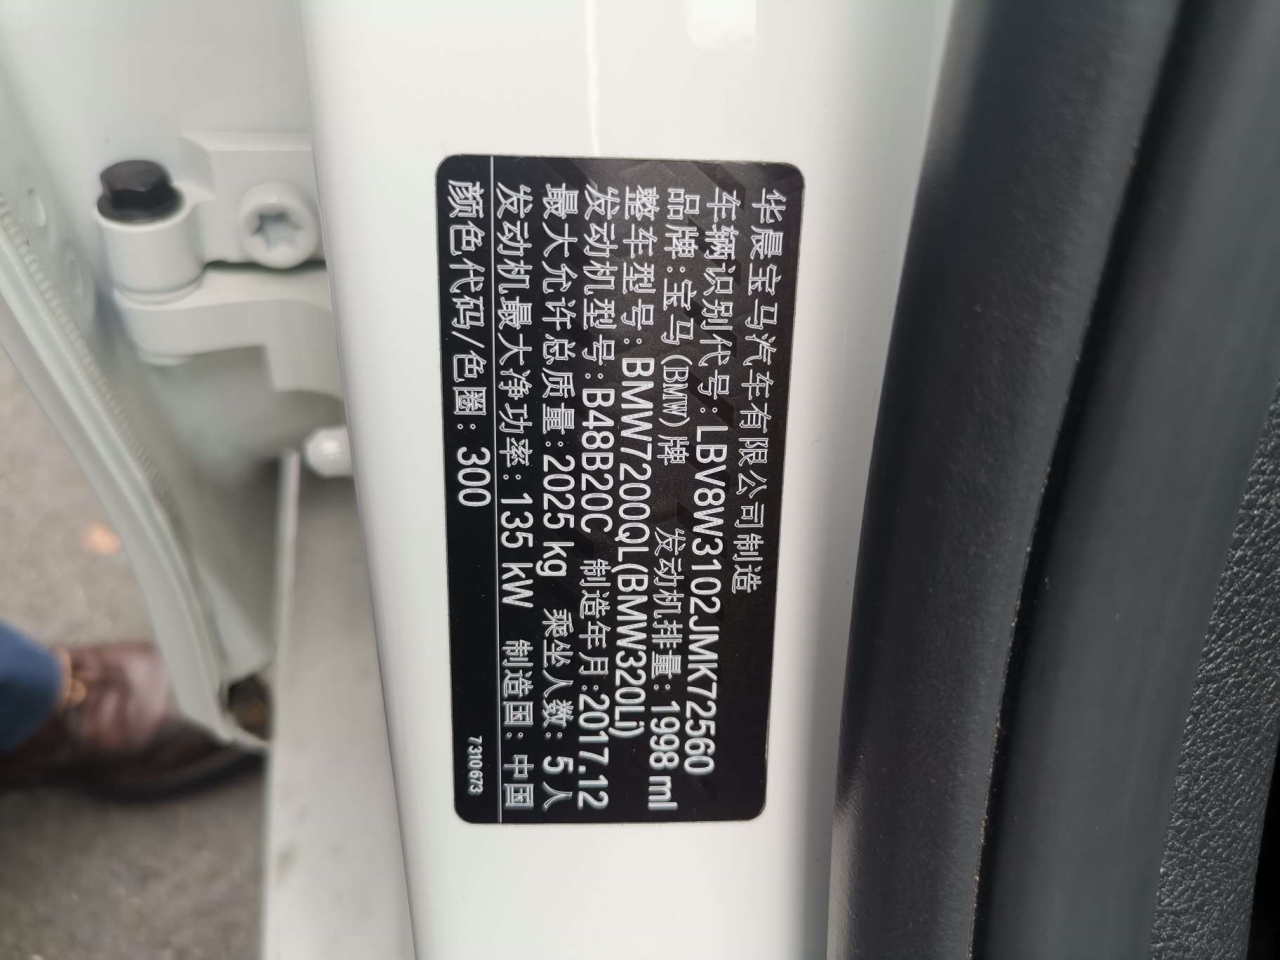 华晨宝马汽车有限公司制造
车辆识别代号:LBV8W3102JMK72560
品牌:宝马(BMW)牌 发动机排量:1998 ml
整车型号:BMW7200QL(BMW320Li)
发动机型号:B48B20C 制造年月:2017.12
最大允许总质量:2025 kg 乘坐人数:5人
发动机最大净功率:135 kW 制造国:中国
颜色代码/色圈:300
7310673